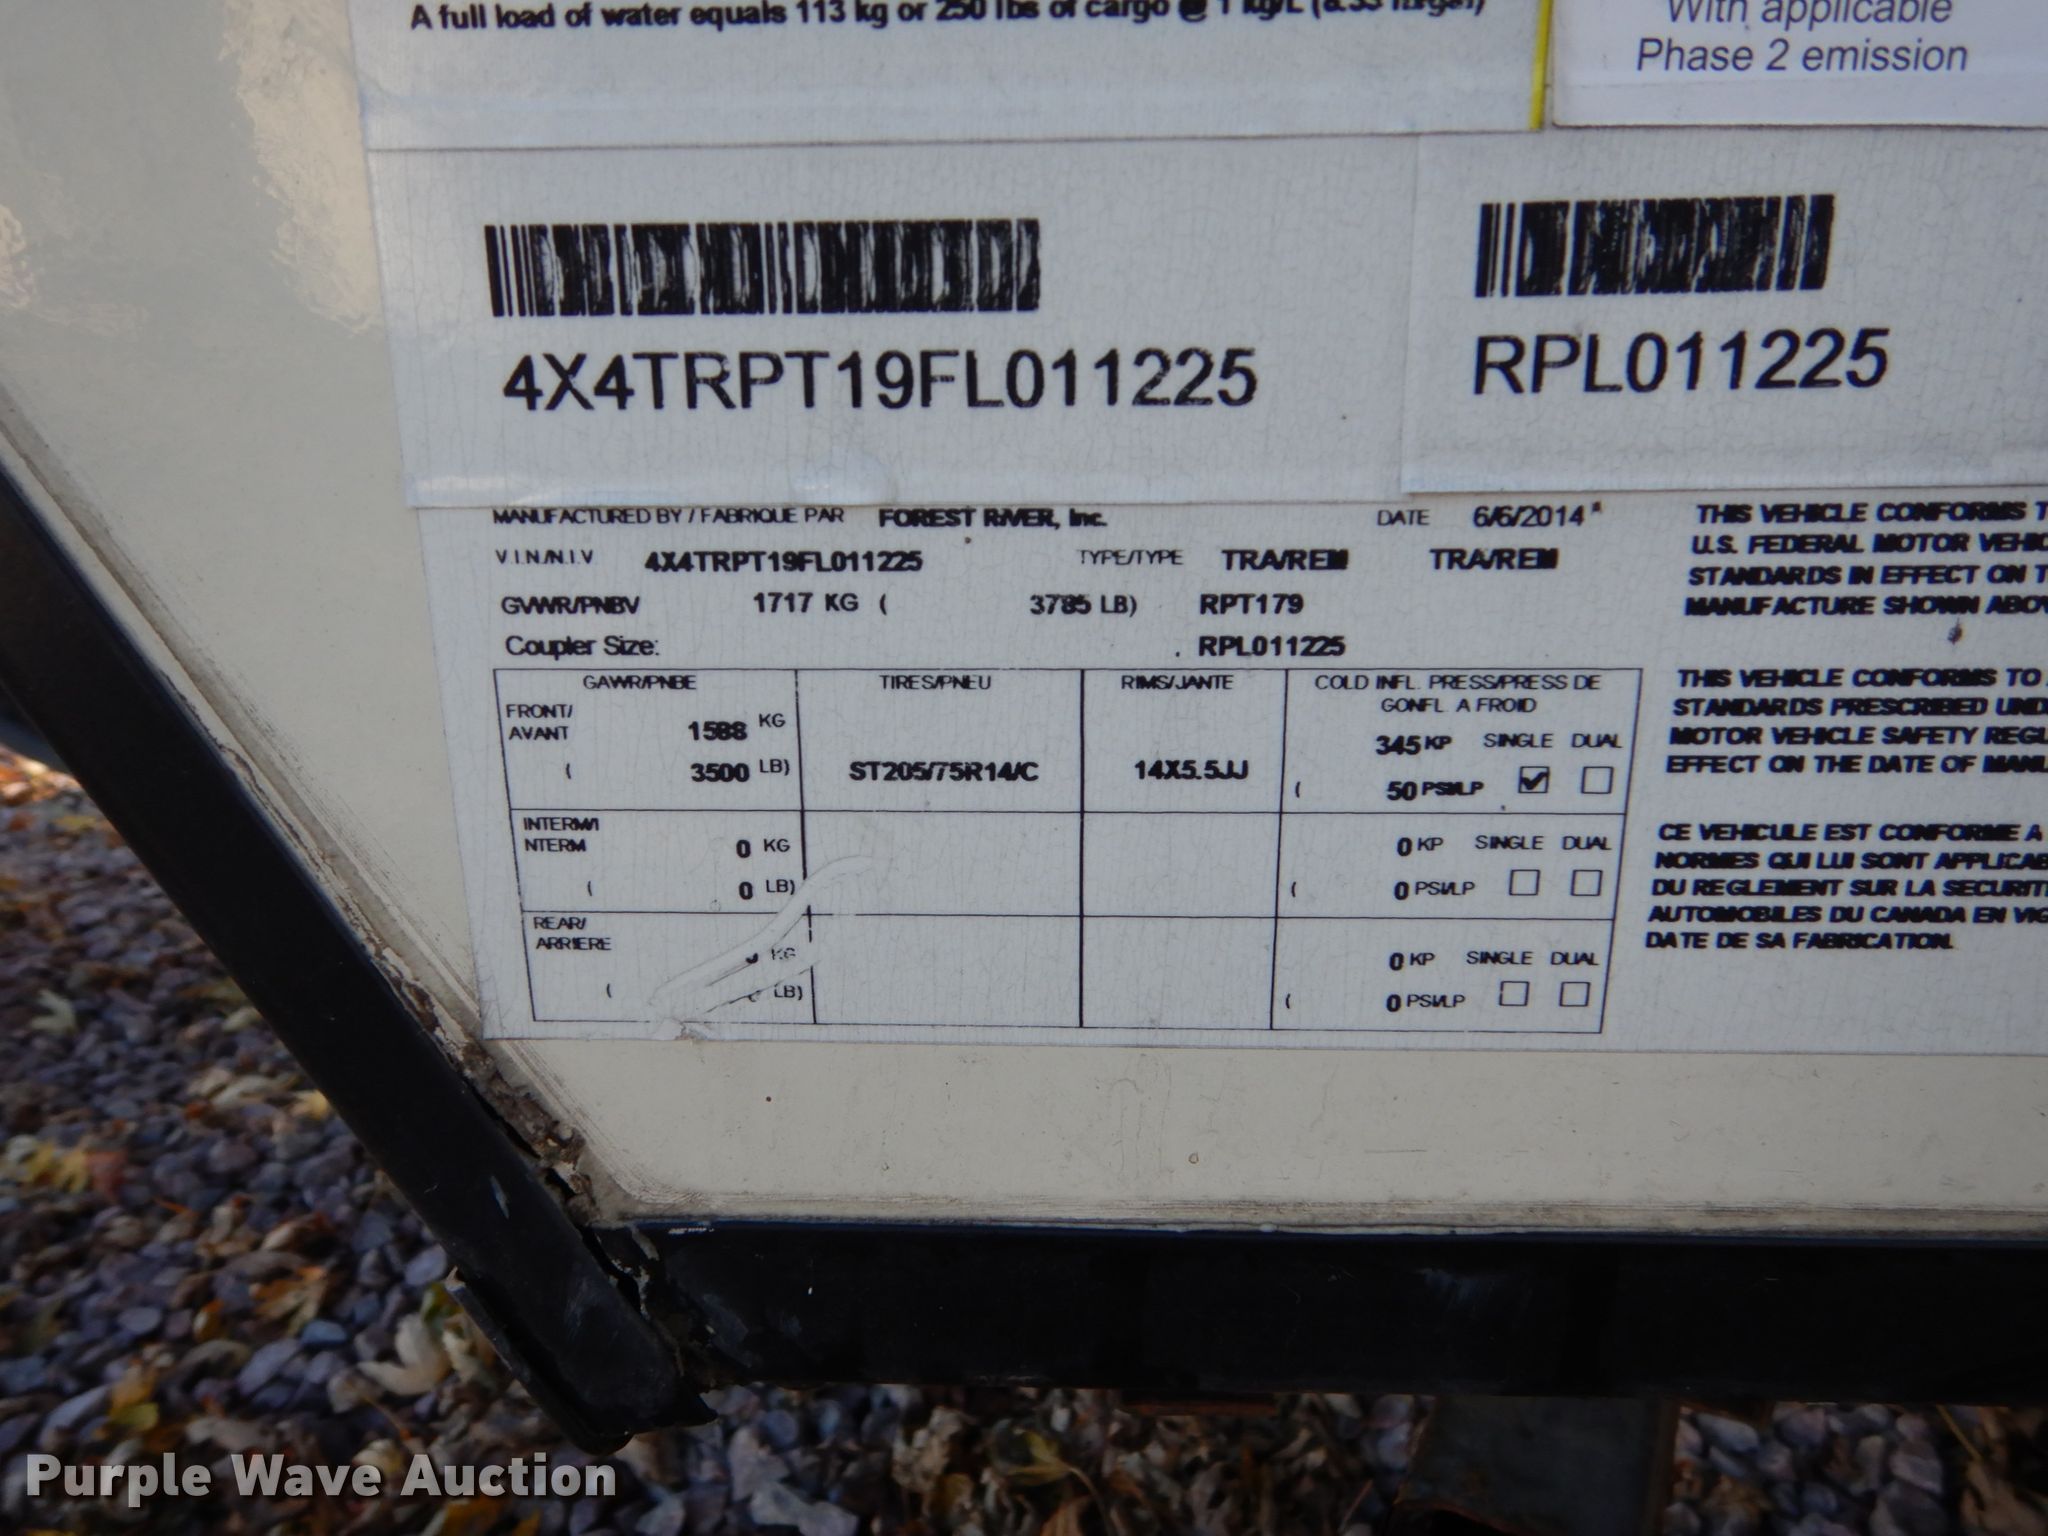 A full load of water equals 113 kg or 250 lbs of cargo @ 1 kg/L (8.33 lb/gal)
With applicable
Phase 2 emission
4X4TRPT19FL011225
RPL011225
MANUFACTURED BY / FABRIQUE PAR FOREST RIVER, Inc. DATE 6/6/2014
V.I.N./N.I.V 4X4TRPT19FL011225 TYPE/TYPE TRA/REM TRA/REM
GVWR/PNBV 1717 KG ( 3785 LB) RPT179
Coupler Size: . RPL011225
GAWR/PNBE TIRES/PNEU RIMS/JANTE COLD INFL. PRESS/PRESS DE
GONFL. A FROID
FRONT/
AVANT 1588 KG 345 KP SINGLE DUAL
( 3500 LB) ST205/75R14/C 14X5.5JJ ( 50 PSI/LP
INTERM/I
NTERM 0 KG 0 KP SINGLE DUAL
( 0 LB) ( 0 PSI/LP
REAR/
ARRIERE KG 0 KP SINGLE DUAL
( LB) ( 0 PSI/LP
THIS VEHICLE CONFORMS T
U.S. FEDERAL MOTOR VEHIC
STANDARDS IN EFFECT ON T
MANUFACTURE SHOWN ABOV
THIS VEHICLE CONFORMS TO
STANDARDS PRESCRIBED UND
MOTOR VEHICLE SAFETY REGU
EFFECT ON THE DATE OF MANU
CE VEHICULE EST CONFORME A
NORMES QUI LUI SONT APPLICAB
DU REGLEMENT SUR LA SECURITE
AUTOMOBILES DU CANADA EN VIG
DATE DE SA FABRICATION.
Purple Wave Auction